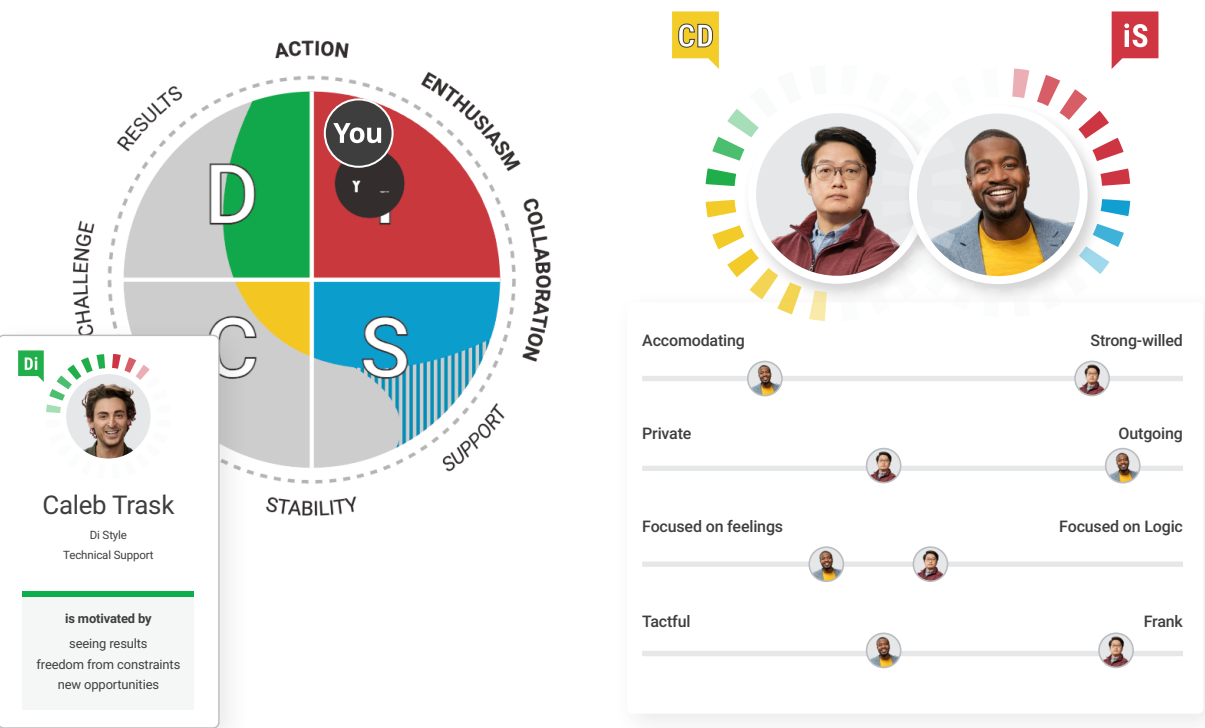 ACTION
ENTHUSIASM
COLLABORATION
SUPPORT
STABILITY
CHALLENGE
RESULTS
You
Y
D
i
C
S
Di
Caleb Trask
Di Style
Technical Support
is motivated by
seeing results
freedom from constraints
new opportunities
CD
iS
Accomodating
Strong-willed
Private
Outgoing
Focused on feelings
Focused on Logic
Tactful
Frank